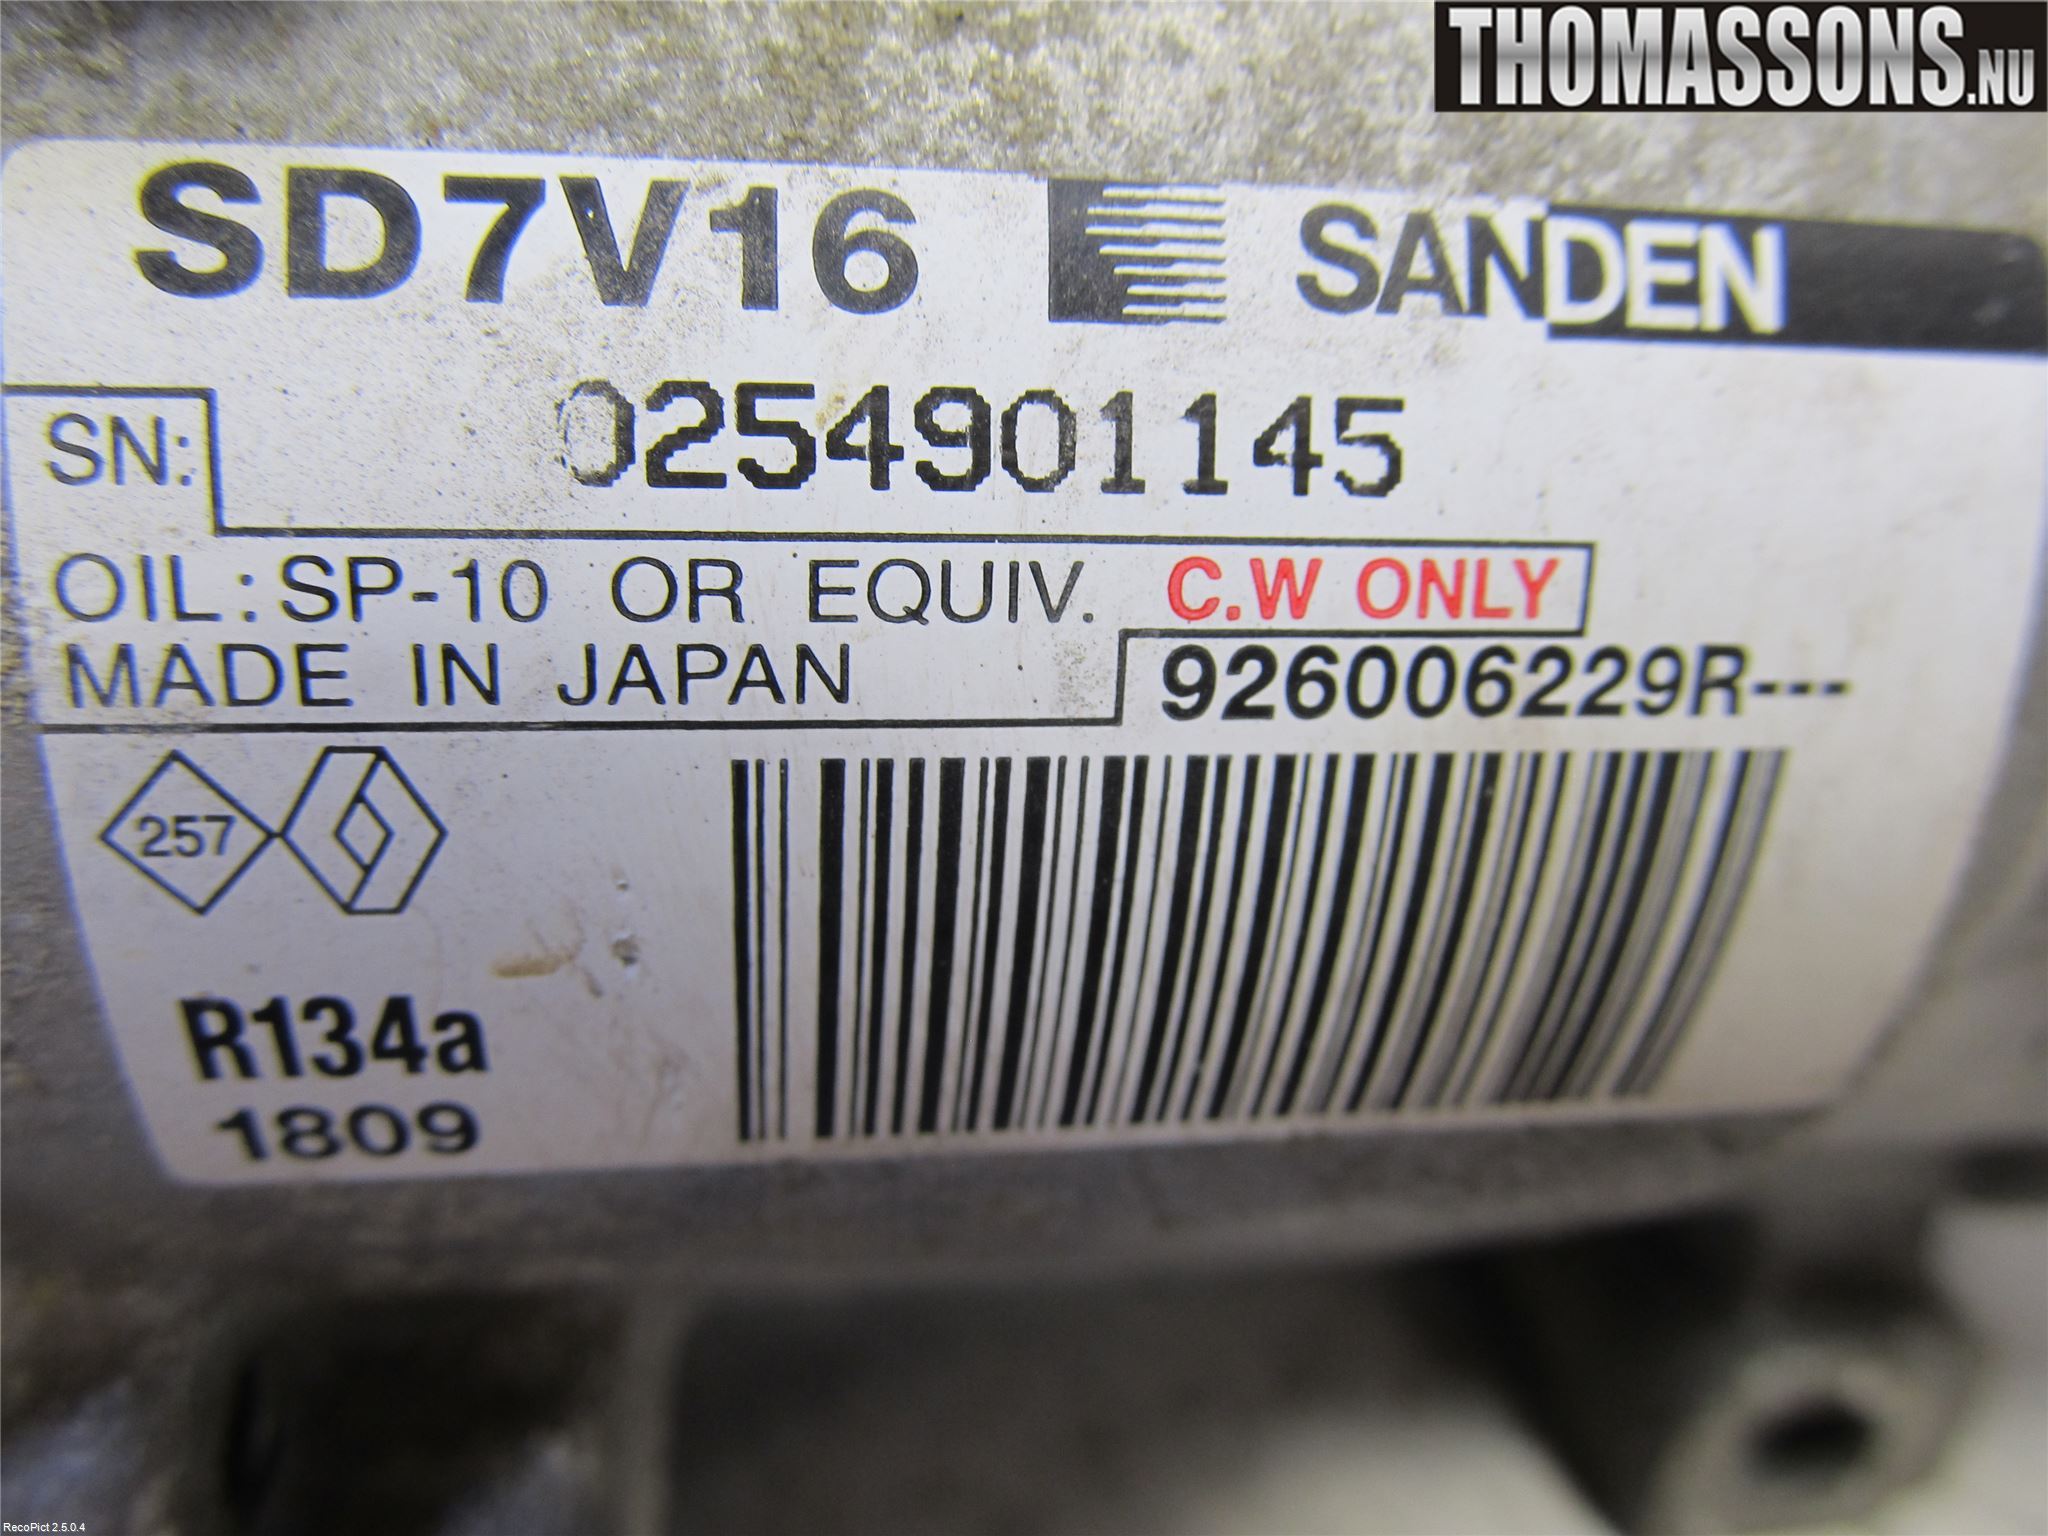 THOMASSONS.NU
SD7V16 SANDEN
SN: 0254901145
OIL: SP-10 OR EQUIV. C.W ONLY
MADE IN JAPAN 926006229R---
257
R134a
1809
RecoPict 2.5.0.4